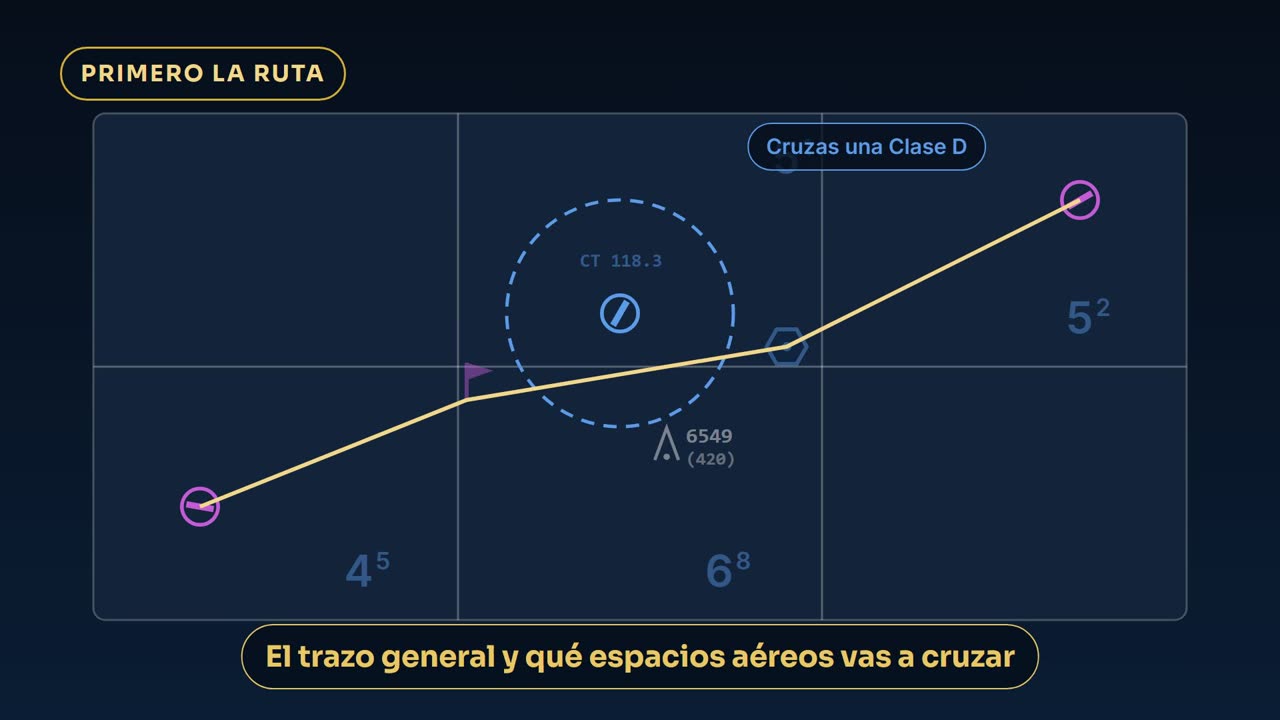 PRIMERO LA RUTA
Cruzas una Clase D
CT 118.3
5²
6549
(420)
4⁵
6⁸
El trazo general y qué espacios aéreos vas a cruzar